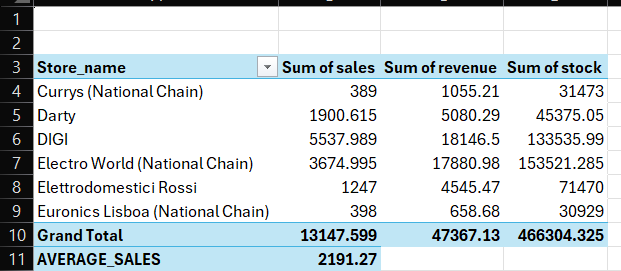 1
2
3 Store_name Sum of sales Sum of revenue Sum of stock
4 Currys (National Chain) 389 1055.21 31473
5 Darty 1900.615 5080.29 45375.05
6 DIGI 5537.989 18146.5 133535.99
7 Electro World (National Chain) 3674.995 17880.98 153521.285
8 Elettrodomestici Rossi 1247 4545.47 71470
9 Euronics Lisboa (National Chain) 398 658.68 30929
10 Grand Total 13147.599 47367.13 466304.325
11 AVERAGE_SALES 2191.27